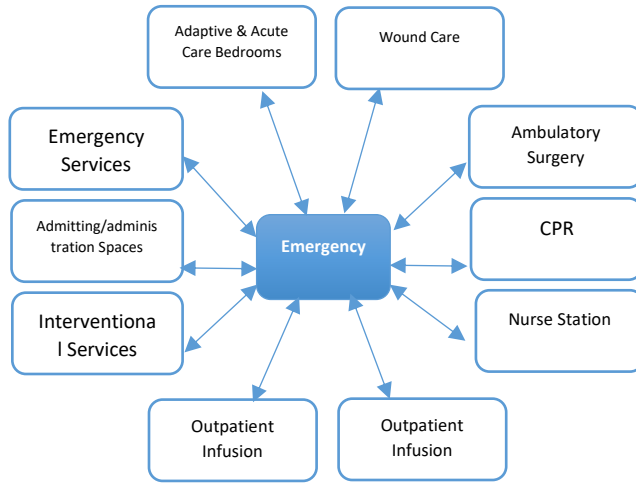 Adaptive & Acute
Care Bedrooms
Wound Care
Emergency
Services
Ambulatory
Surgery
Admitting/adminis
tration Spaces
Emergency
CPR
Interventiona
l Services
Nurse Station
Outpatient
Infusion
Outpatient
Infusion